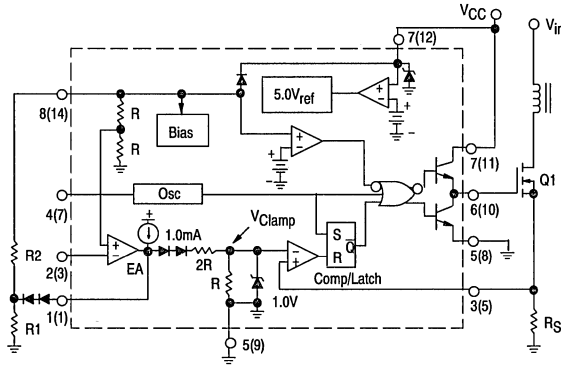 VCC
Vin
7(12)
8(14)
R
R
Bias
5.0Vref
+
−
+
−
+
−
+
−
7(11)
Q1
Osc
4(7)
6(10)
VClamp
+
1.0mA
S
Q
R
5(8)
R2
2(3)
+
−
EA
2R
R
1.0V
−
+
Comp/Latch
3(5)
1(1)
R1
5(9)
RS